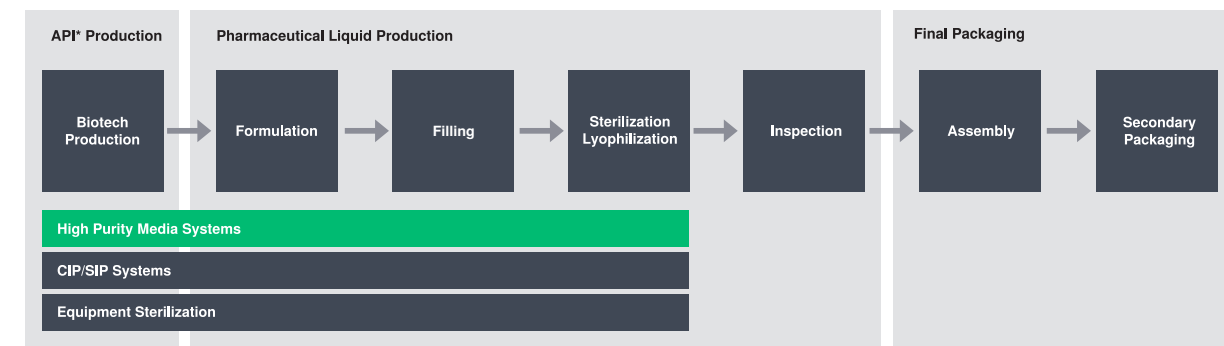 API* Production
Pharmaceutical Liquid Production
Final Packaging
Biotech
Production
Formulation
Filling
Sterilization
Lyophilization
Inspection
Assembly
Secondary
Packaging
High Purity Media Systems
CIP/SIP Systems
Equipment Sterilization